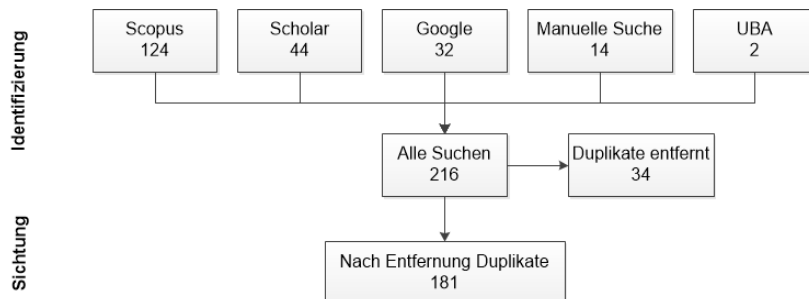 Identifizierung
Scopus
124
Scholar
44
Google
32
Manuelle Suche
14
UBA
2
Alle Suchen
216
Duplikate entfernt
34
Sichtung
Nach Entfernung Duplikate
181